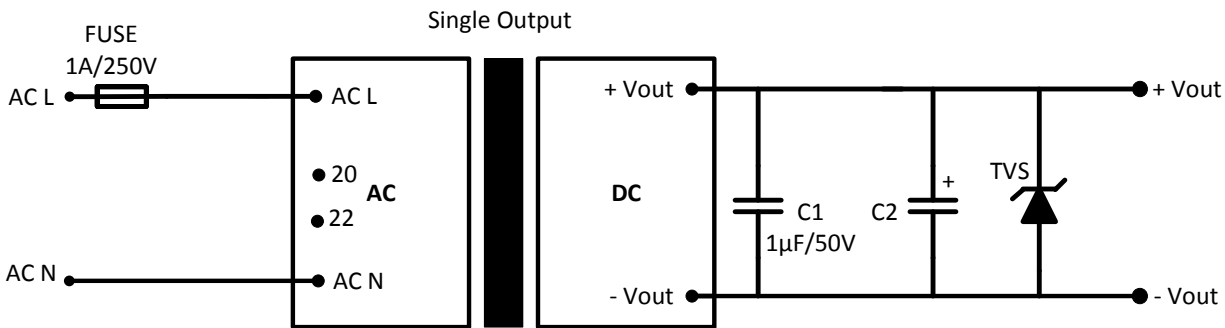 Single Output
FUSE
1A/250V
AC L
AC L
+ Vout
+ Vout
20
22
AC
DC
TVS
+
C1
1µF/50V
C2
AC N
AC N
- Vout
- Vout